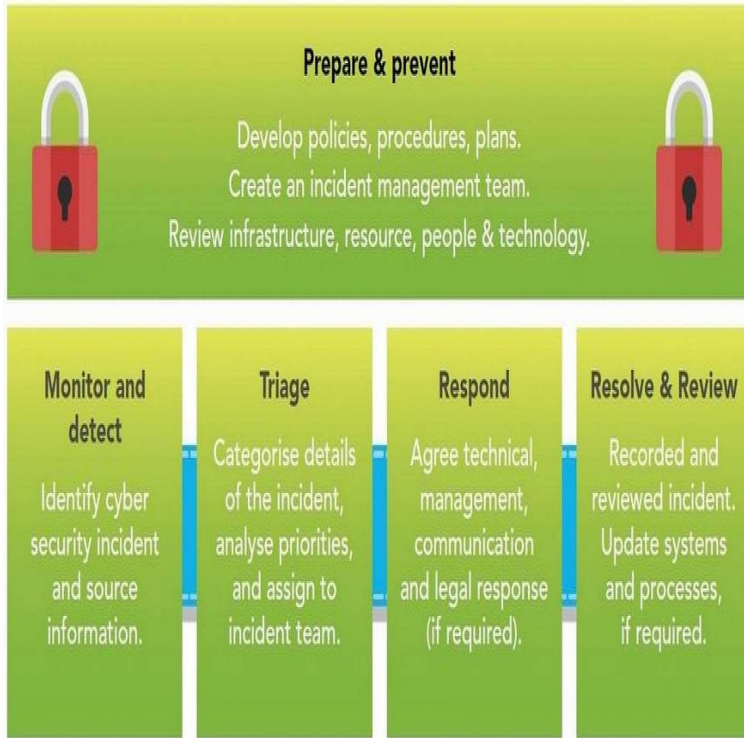 Prepare & prevent
Develop policies, procedures, plans.
Create an incident management team.
Review infrastructure, resource, people & technology.
Monitor and
detect
Identify cyber
security incident
and source
information.
Triage
Categorise details
of the incident,
analyse priorities,
and assign to
incident team.
Respond
Agree technical,
management,
communication
and legal response
(if required).
Resolve & Review
Recorded and
reviewed incident.
Update systems
and processes,
if required.